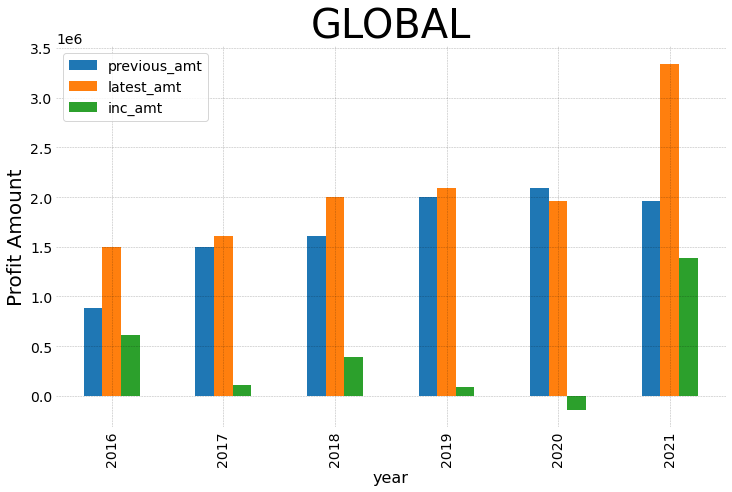 GLOBAL
1e6
3.5
3.0
2.5
2.0
1.5
1.0
0.5
0.0
Profit Amount
previous_amt
latest_amt
inc_amt
2016 2017 2018 2019 2020 2021
year